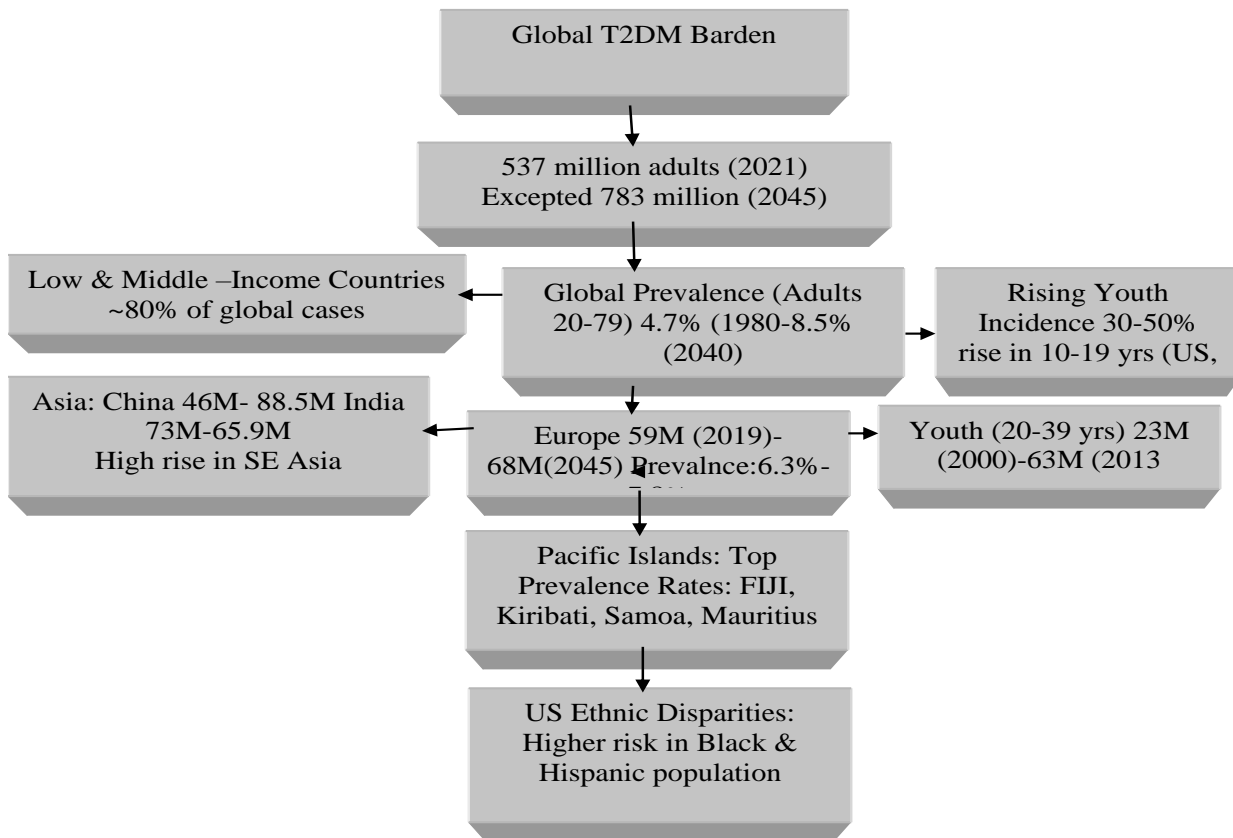 Global T2DM Barden
537 million adults (2021)
Excepted 783 million (2045)
Low & Middle –Income Countries
~80% of global cases
Global Prevalence (Adults
20-79) 4.7% (1980-8.5%
(2040)
Rising Youth
Incidence 30-50%
rise in 10-19 yrs (US,
Asia: China 46M- 88.5M India
73M-65.9M
High rise in SE Asia
Europe 59M (2019)-
68M(2045) Prevalnce:6.3%-
Youth (20-39 yrs) 23M
(2000)-63M (2013
Pacific Islands: Top
Prevalence Rates: FIJI,
Kiribati, Samoa, Mauritius
US Ethnic Disparities:
Higher risk in Black &
Hispanic population